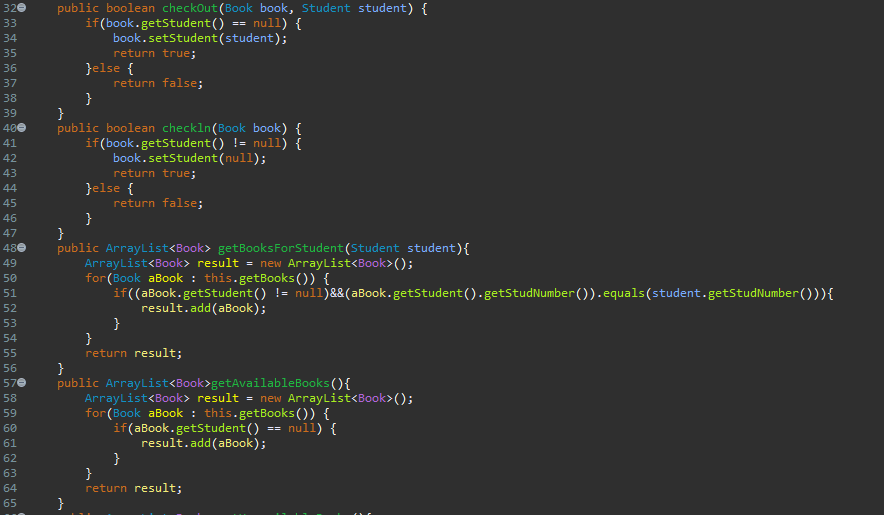 32 public boolean checkOut(Book book, Student student) {
33 if(book.getStudent() == null) {
34 book.setStudent(student);
35 return true;
36 }else {
37 return false;
38 }
39 }
40 public boolean checkln(Book book) {
41 if(book.getStudent() != null) {
42 book.setStudent(null);
43 return true;
44 }else {
45 return false;
46 }
47 }
48 public ArrayList<Book> getBooksForStudent(Student student){
49 ArrayList<Book> result = new ArrayList<Book>();
50 for(Book aBook : this.getBooks()) {
51 if((aBook.getStudent() != null)&&(aBook.getStudent().getStudNumber()).equals(student.getStudNumber())){
52 result.add(aBook);
53 }
54 }
55 return result;
56 }
57 public ArrayList<Book>getAvailableBooks(){
58 ArrayList<Book> result = new ArrayList<Book>();
59 for(Book aBook : this.getBooks()) {
60 if(aBook.getStudent() == null) {
61 result.add(aBook);
62 }
63 }
64 return result;
65 }